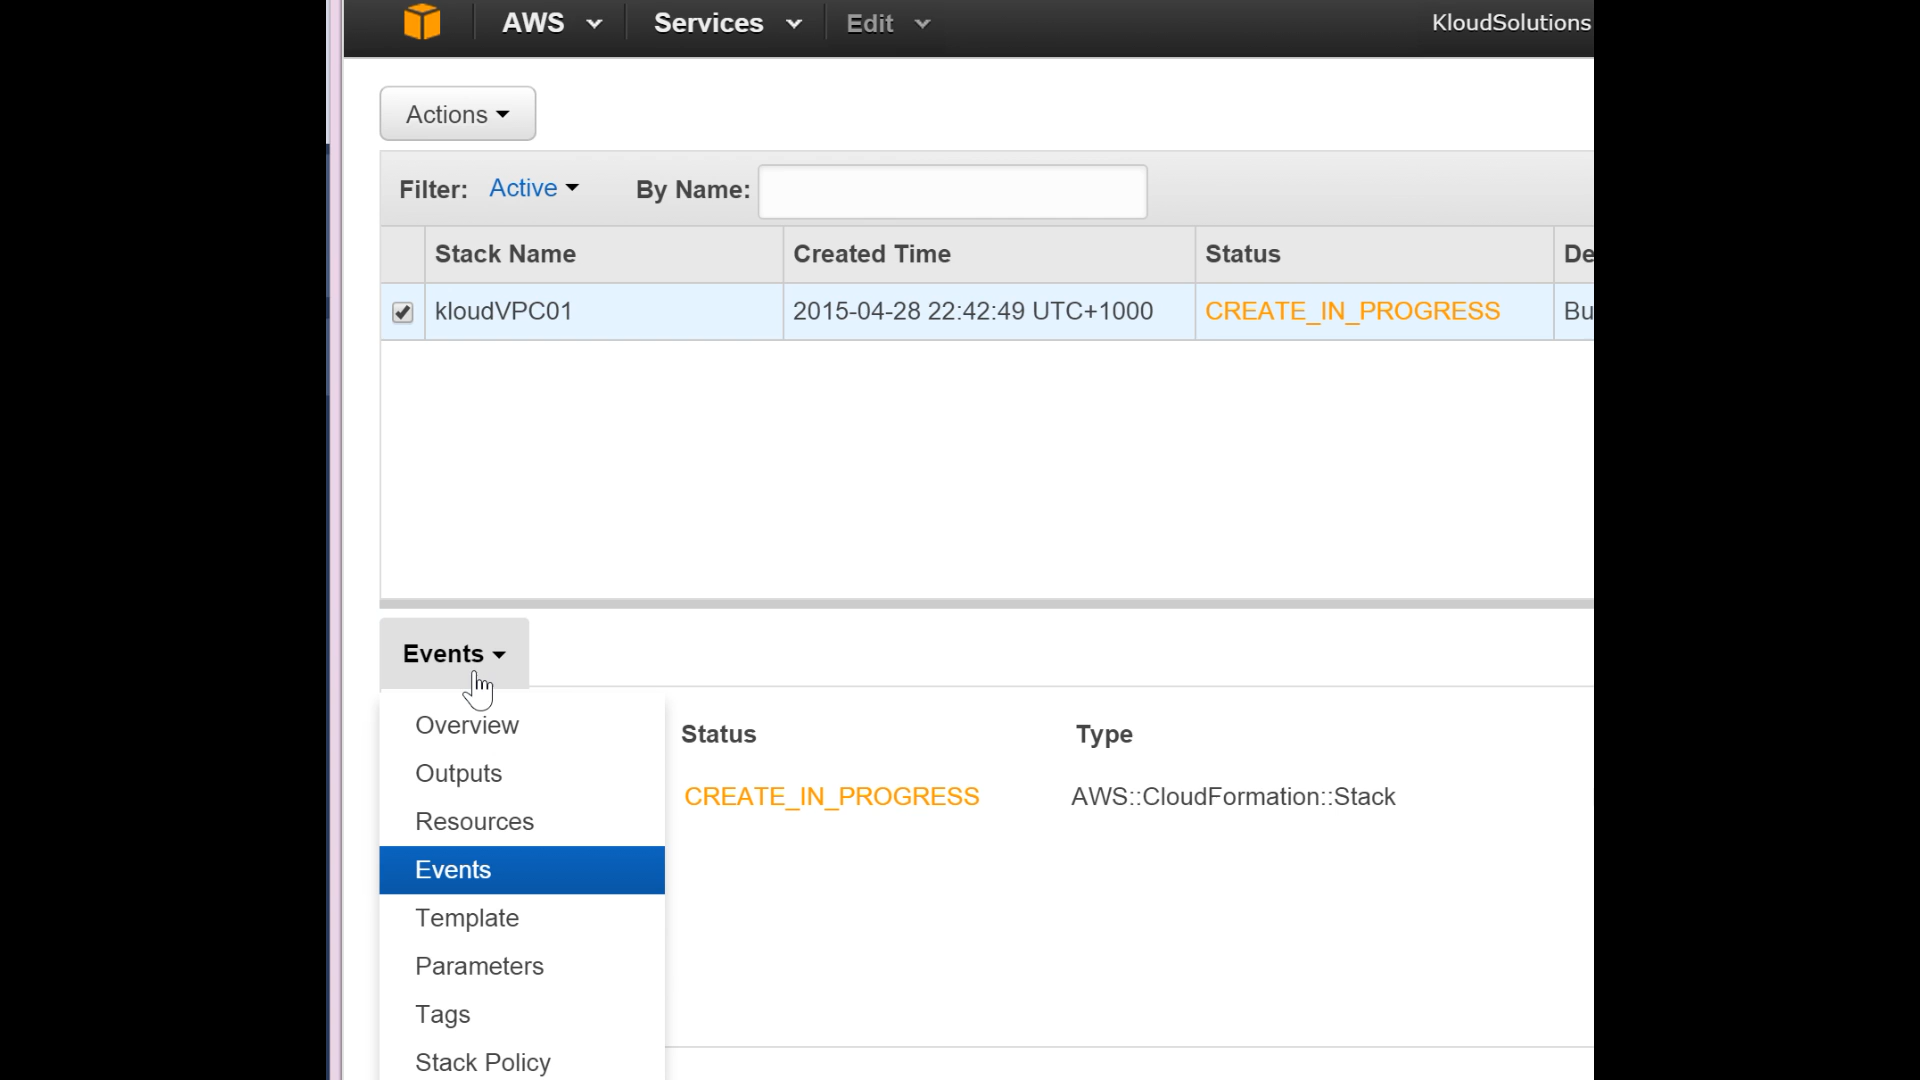 AWS Services Edit KloudSolutions
Actions
Filter: Active By Name:
Stack Name Created Time Status De
kloudVPC01 2015-04-28 22:42:49 UTC+1000 CREATE_IN_PROGRESS Bu
Events
Overview
Status Type
Outputs
CREATE_IN_PROGRESS AWS::CloudFormation::Stack
Resources
Events
Template
Parameters
Tags
Stack Policy